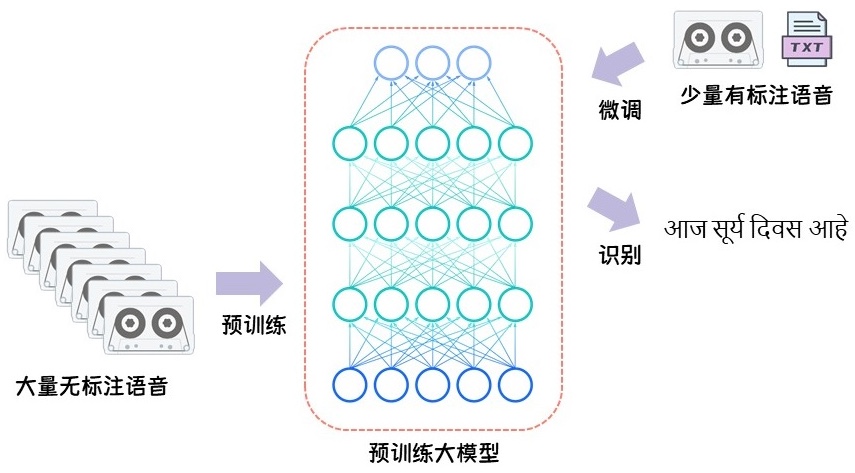 TXT
少量有标注语音
微调
आज सूर्य दिवस आहे
识别
预训练
大量无标注语音
预训练大模型